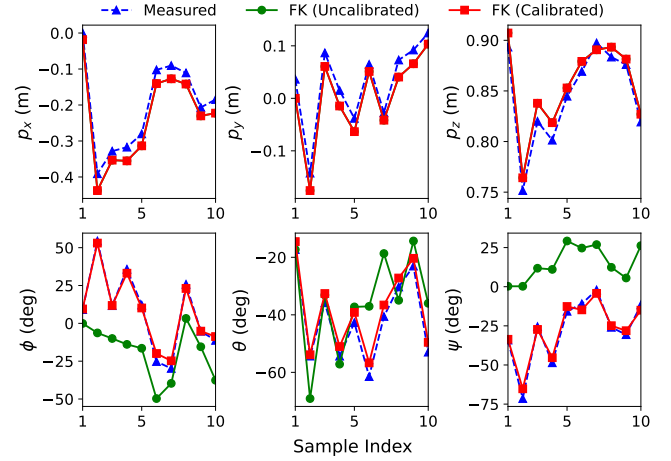 Measured FK (Uncalibrated) FK (Calibrated)
0.0
−0.1
−0.2
−0.3
−0.4
p_x (m)
1 5 10
0.1
0.0
−0.1
p_y (m)
1 5 10
0.90
0.85
0.80
0.75
p_z (m)
1 5 10
50
25
0
−25
−50
ϕ (deg)
1 5 10
−20
−40
−60
θ (deg)
1 5 10
25
0
−25
−50
−75
ψ (deg)
1 5 10
Sample Index